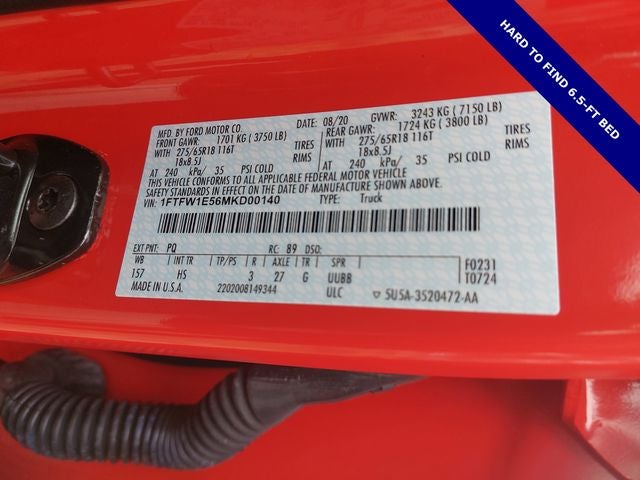 HARD TO FIND 6.5-FT BED
MFD. BY FORD MOTOR CO. DATE: 08/20 GVWR: 3243 KG ( 7150 LB)
FRONT GAWR: 1701 KG ( 3750 LB) REAR GAWR: 1724 KG ( 3800 LB)
WITH 275/65R18 116T TIRES WITH 275/65R18 116T TIRES
18x8.5J RIMS 18x8.5J RIMS
AT 240 kPa/ 35 PSI COLD AT 240 kPa/ 35 PSI COLD
THIS VEHICLE CONFORMS TO ALL APPLICABLE FEDERAL MOTOR VEHICLE
SAFETY STANDARDS IN EFFECT ON THE DATE OF MANUFACTURE SHOWN ABOVE.
VIN: 1FTFW1E56MKD00140 TYPE: Truck
EXT PNT: PQ RC: 89 DSO:
WB INT TR TP/PS R AXLE TR SPR F0231
157 HS 3 27 G UUBB T0724
MADE IN U.S.A. 2202008149344 ULC 5U5A-3520472-AA